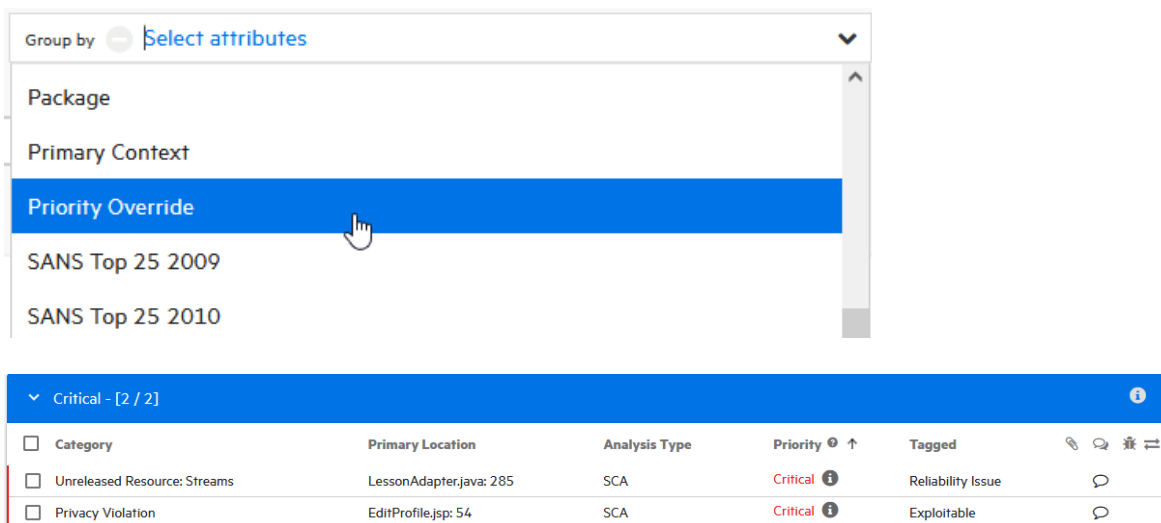 Group by Select attributes
Package
Primary Context
Priority Override
SANS Top 25 2009
SANS Top 25 2010
Critical - [2 / 2]
Category Primary Location Analysis Type Priority Tagged
Unreleased Resource: Streams LessonAdapter.java: 285 SCA Critical Reliability Issue
Privacy Violation EditProfile.jsp: 54 SCA Critical Exploitable